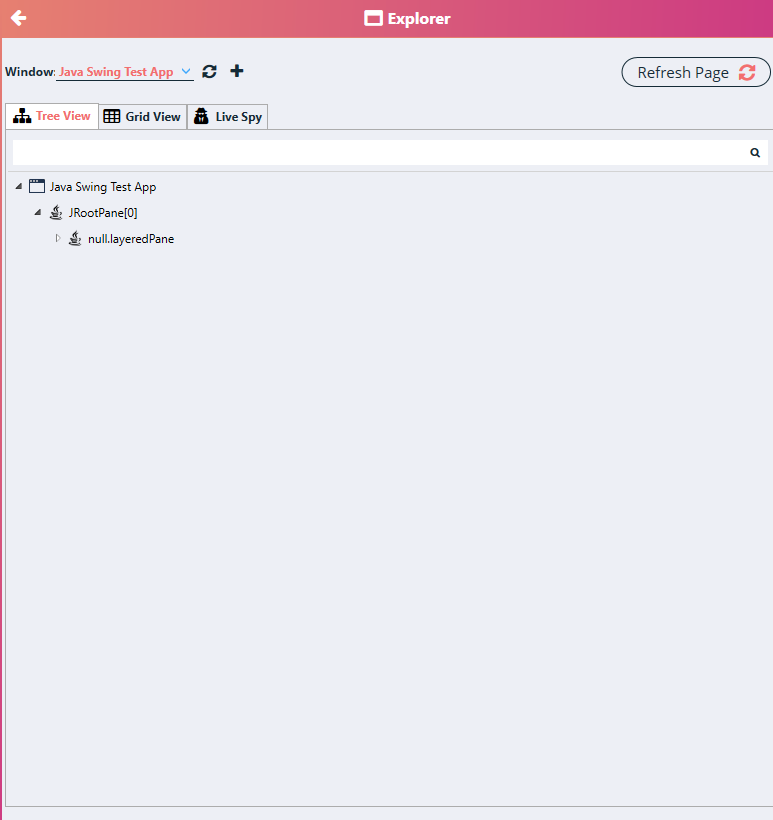 Explorer
Window: Java Swing Test App
Refresh Page
Tree View Grid View Live Spy
Java Swing Test App
JRootPane[0]
null.layeredPane